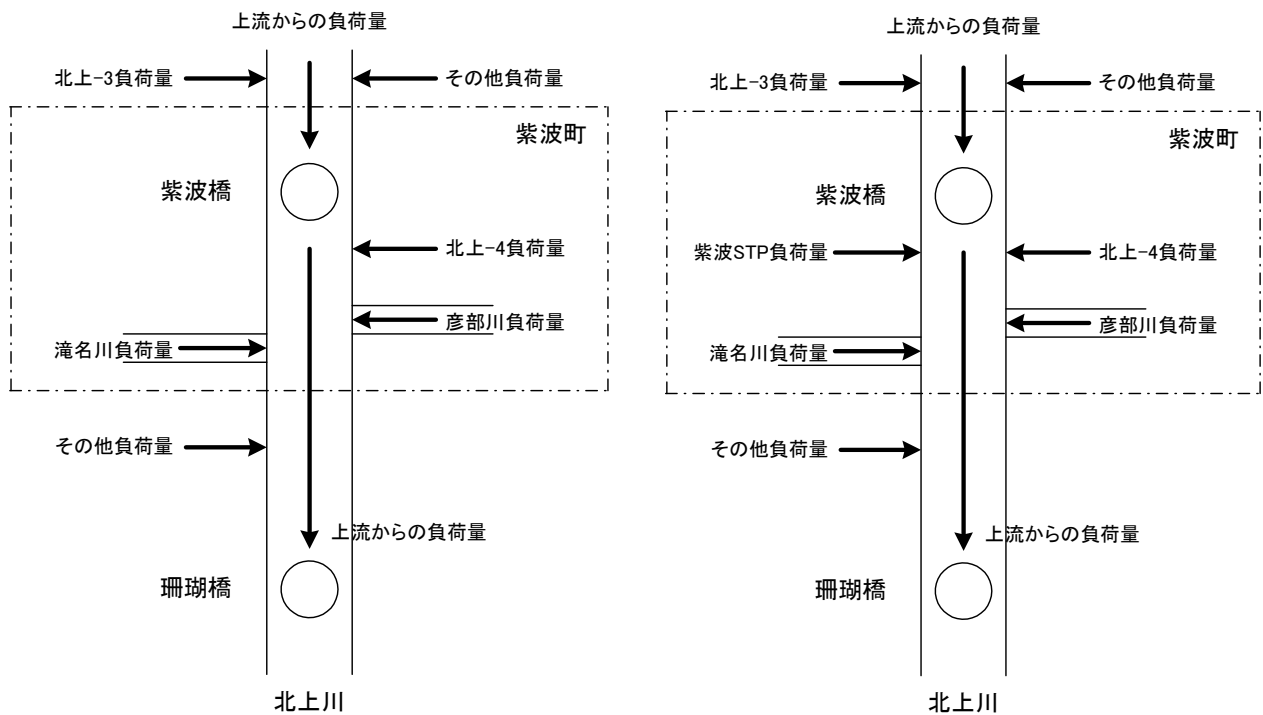 上流からの負荷量
北上-3負荷量
その他負荷量
紫波町
紫波橋
北上-4負荷量
彦部川負荷量
滝名川負荷量
その他負荷量
上流からの負荷量
珊瑚橋
北上川
上流からの負荷量
北上-3負荷量
その他負荷量
紫波町
紫波橋
紫波STP負荷量
北上-4負荷量
彦部川負荷量
滝名川負荷量
その他負荷量
上流からの負荷量
珊瑚橋
北上川